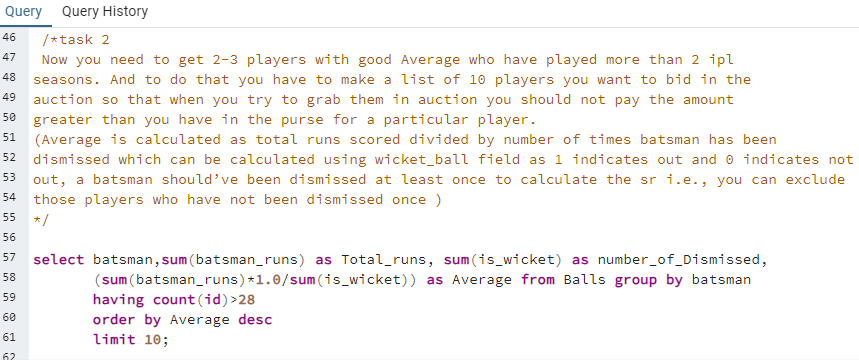 Query Query History
46 /*task 2
47 Now you need to get 2-3 players with good Average who have played more than 2 ipl
48 seasons. And to do that you have to make a list of 10 players you want to bid in the
49 auction so that when you try to grab them in auction you should not pay the amount
50 greater than you have in the purse for a particular player.
51 (Average is calculated as total runs scored divided by number of times batsman has been
52 dismissed which can be calculated using wicket_ball field as 1 indicates out and 0 indicates not
53 out, a batsman should’ve been dismissed at least once to calculate the sr i.e., you can exclude
54 those players who have not been dismissed once )
55 */
56
57 select batsman,sum(batsman_runs) as Total_runs, sum(is_wicket) as number_of_Dismissed,
58 (sum(batsman_runs)*1.0/sum(is_wicket)) as Average from Balls group by batsman
59 having count(id)>28
60 order by Average desc
61 limit 10;
62